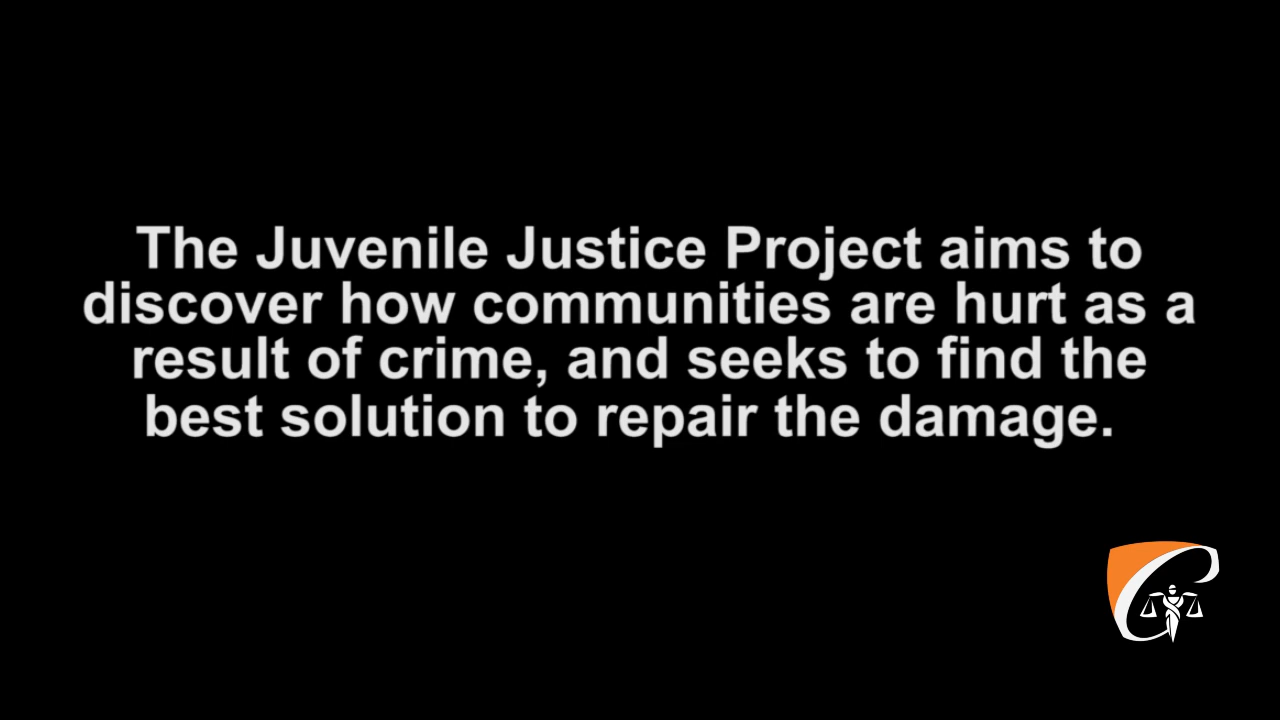 The Juvenile Justice Project aims to
discover how communities are hurt as a
result of crime, and seeks to find the
best solution to repair the damage.